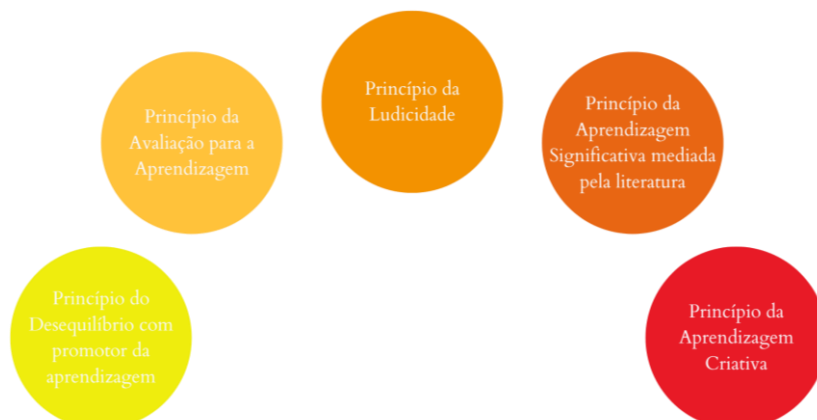 Princípio do
Desequilíbrio com
promotor da
aprendizagem
Princípio da
Avaliação para a
Aprendizagem
Princípio da
Ludicidade
Princípio da
Aprendizagem
Significativa mediada
pela literatura
Princípio da
Aprendizagem
Criativa